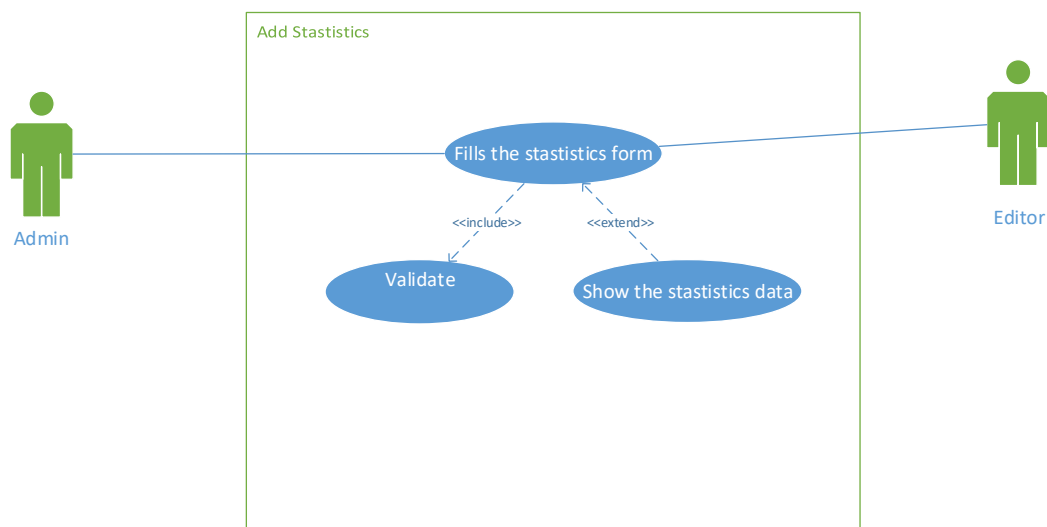 Add Stastistics
Fills the stastistics form
<<include>>
<<extend>>
Admin
Editor
Validate
Show the stastistics data